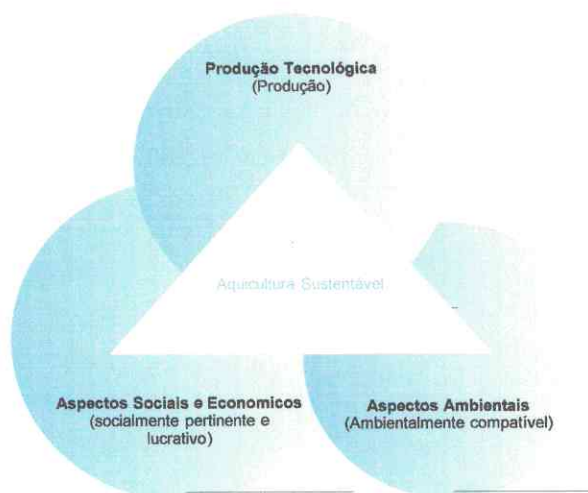 Produção Tecnológica
(Produção)
Aquicultura Sustentável
Aspectos Sociais e Economicos
(socialmente pertinente e
lucrativo)
Aspectos Ambientais
(Ambientalmente compatível)